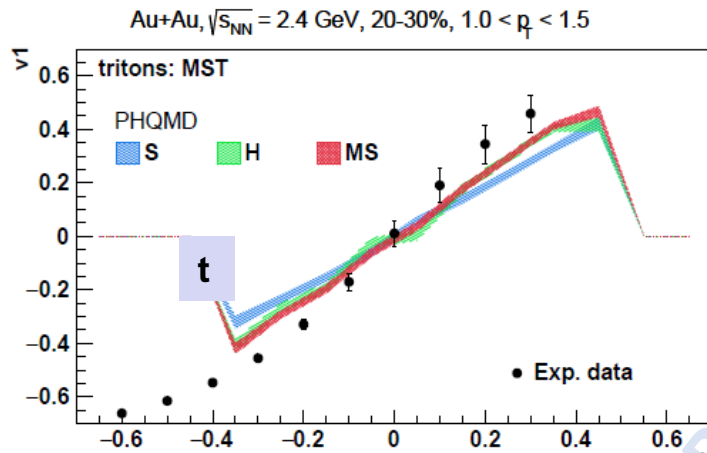 Au+Au, √sNN = 2.4 GeV, 20-30%, 1.0 < pT < 1.5
v1
tritons: MST
PHQMD
S H MS
0.6
0.4
0.2
0
−0.2
−0.4
−0.6
t
Exp. data
−0.6 −0.4 −0.2 0 0.2 0.4 0.6